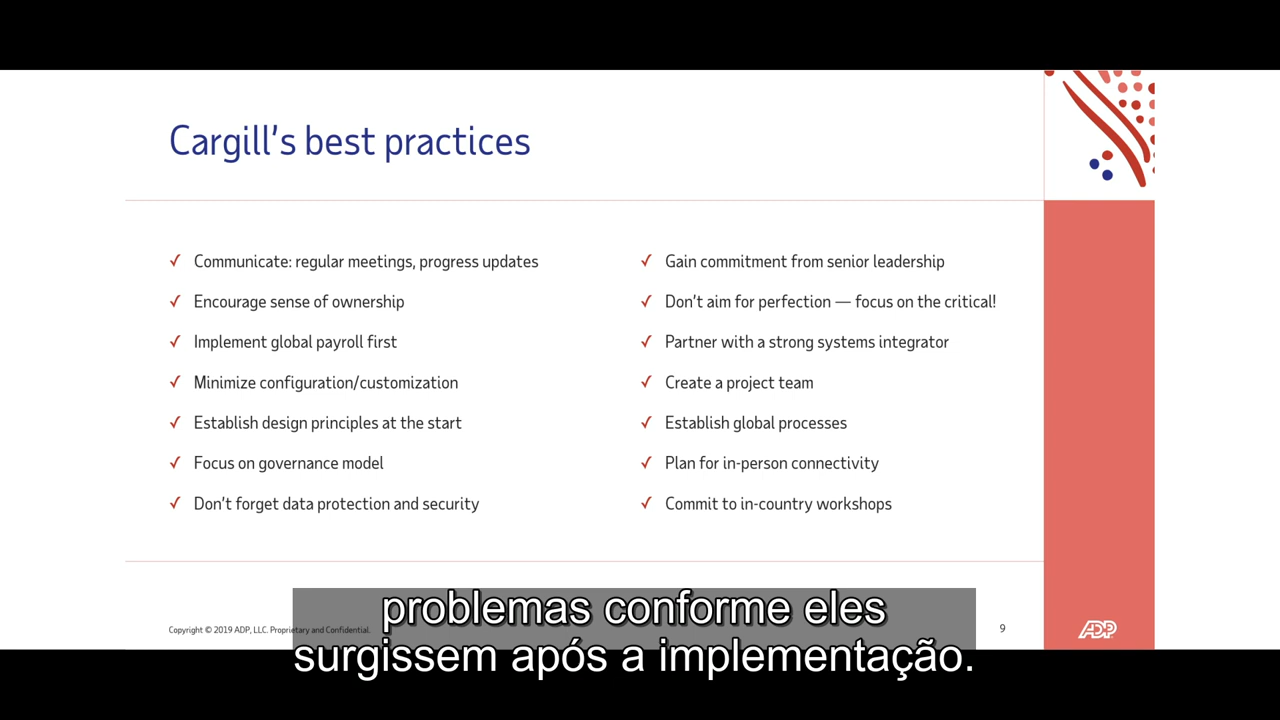 Cargill's best practices
✓ Communicate: regular meetings, progress updates
✓ Encourage sense of ownership
✓ Implement global payroll first
✓ Minimize configuration/customization
✓ Establish design principles at the start
✓ Focus on governance model
✓ Don't forget data protection and security
✓ Gain commitment from senior leadership
✓ Don't aim for perfection — focus on the critical!
✓ Partner with a strong systems integrator
✓ Create a project team
✓ Establish global processes
✓ Plan for in-person connectivity
✓ Commit to in-country workshops
problemas conforme eles
surgissem após a implementação.
Copyright © 2019 ADP, LLC. Proprietary and Confidential.
9
ADP